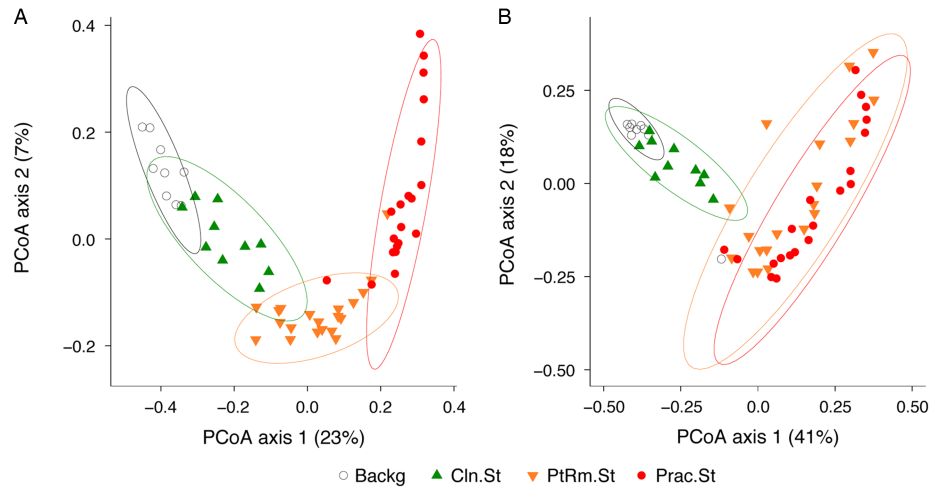 A
B
0.4
0.2
0.0
−0.2
PCoA axis 2 (7%)
−0.4
−0.2
0.0
0.2
0.4
PCoA axis 1 (23%)
0.25
0.00
−0.25
−0.50
PCoA axis 2 (18%)
−0.50
−0.25
0.0
0.25
0.50
PCoA axis 1 (41%)
Backg
Cln.St
PtRm.St
Prac.St